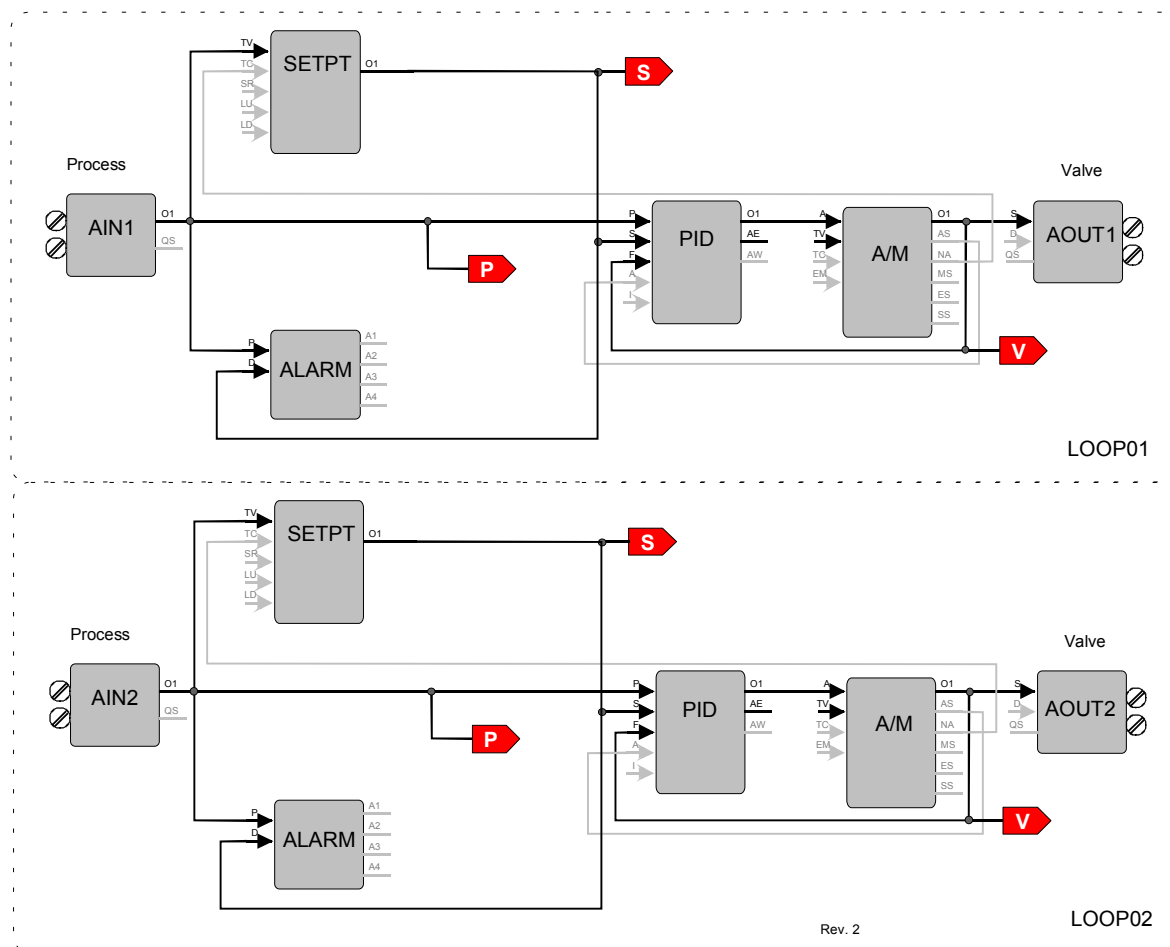 TV
SETPT
O1
TC
S
SR
LU
LD
Process
Valve
AIN1
O1
QS
P
PID
O1
A
A/M
O1
S
AOUT1
S
AE
TV
AS
D
F
AW
TC
NA
QS
P
A
EM
MS
I
ES
SS
P
ALARM
A1
D
A2
A3
A4
V
LOOP01
TV
SETPT
O1
TC
S
SR
LU
LD
Process
Valve
AIN2
O1
QS
P
PID
O1
A
A/M
O1
S
AOUT2
S
AE
TV
AS
D
F
AW
TC
NA
QS
P
A
EM
MS
I
ES
SS
P
ALARM
A1
D
A2
A3
A4
V
LOOP02
Rev. 2